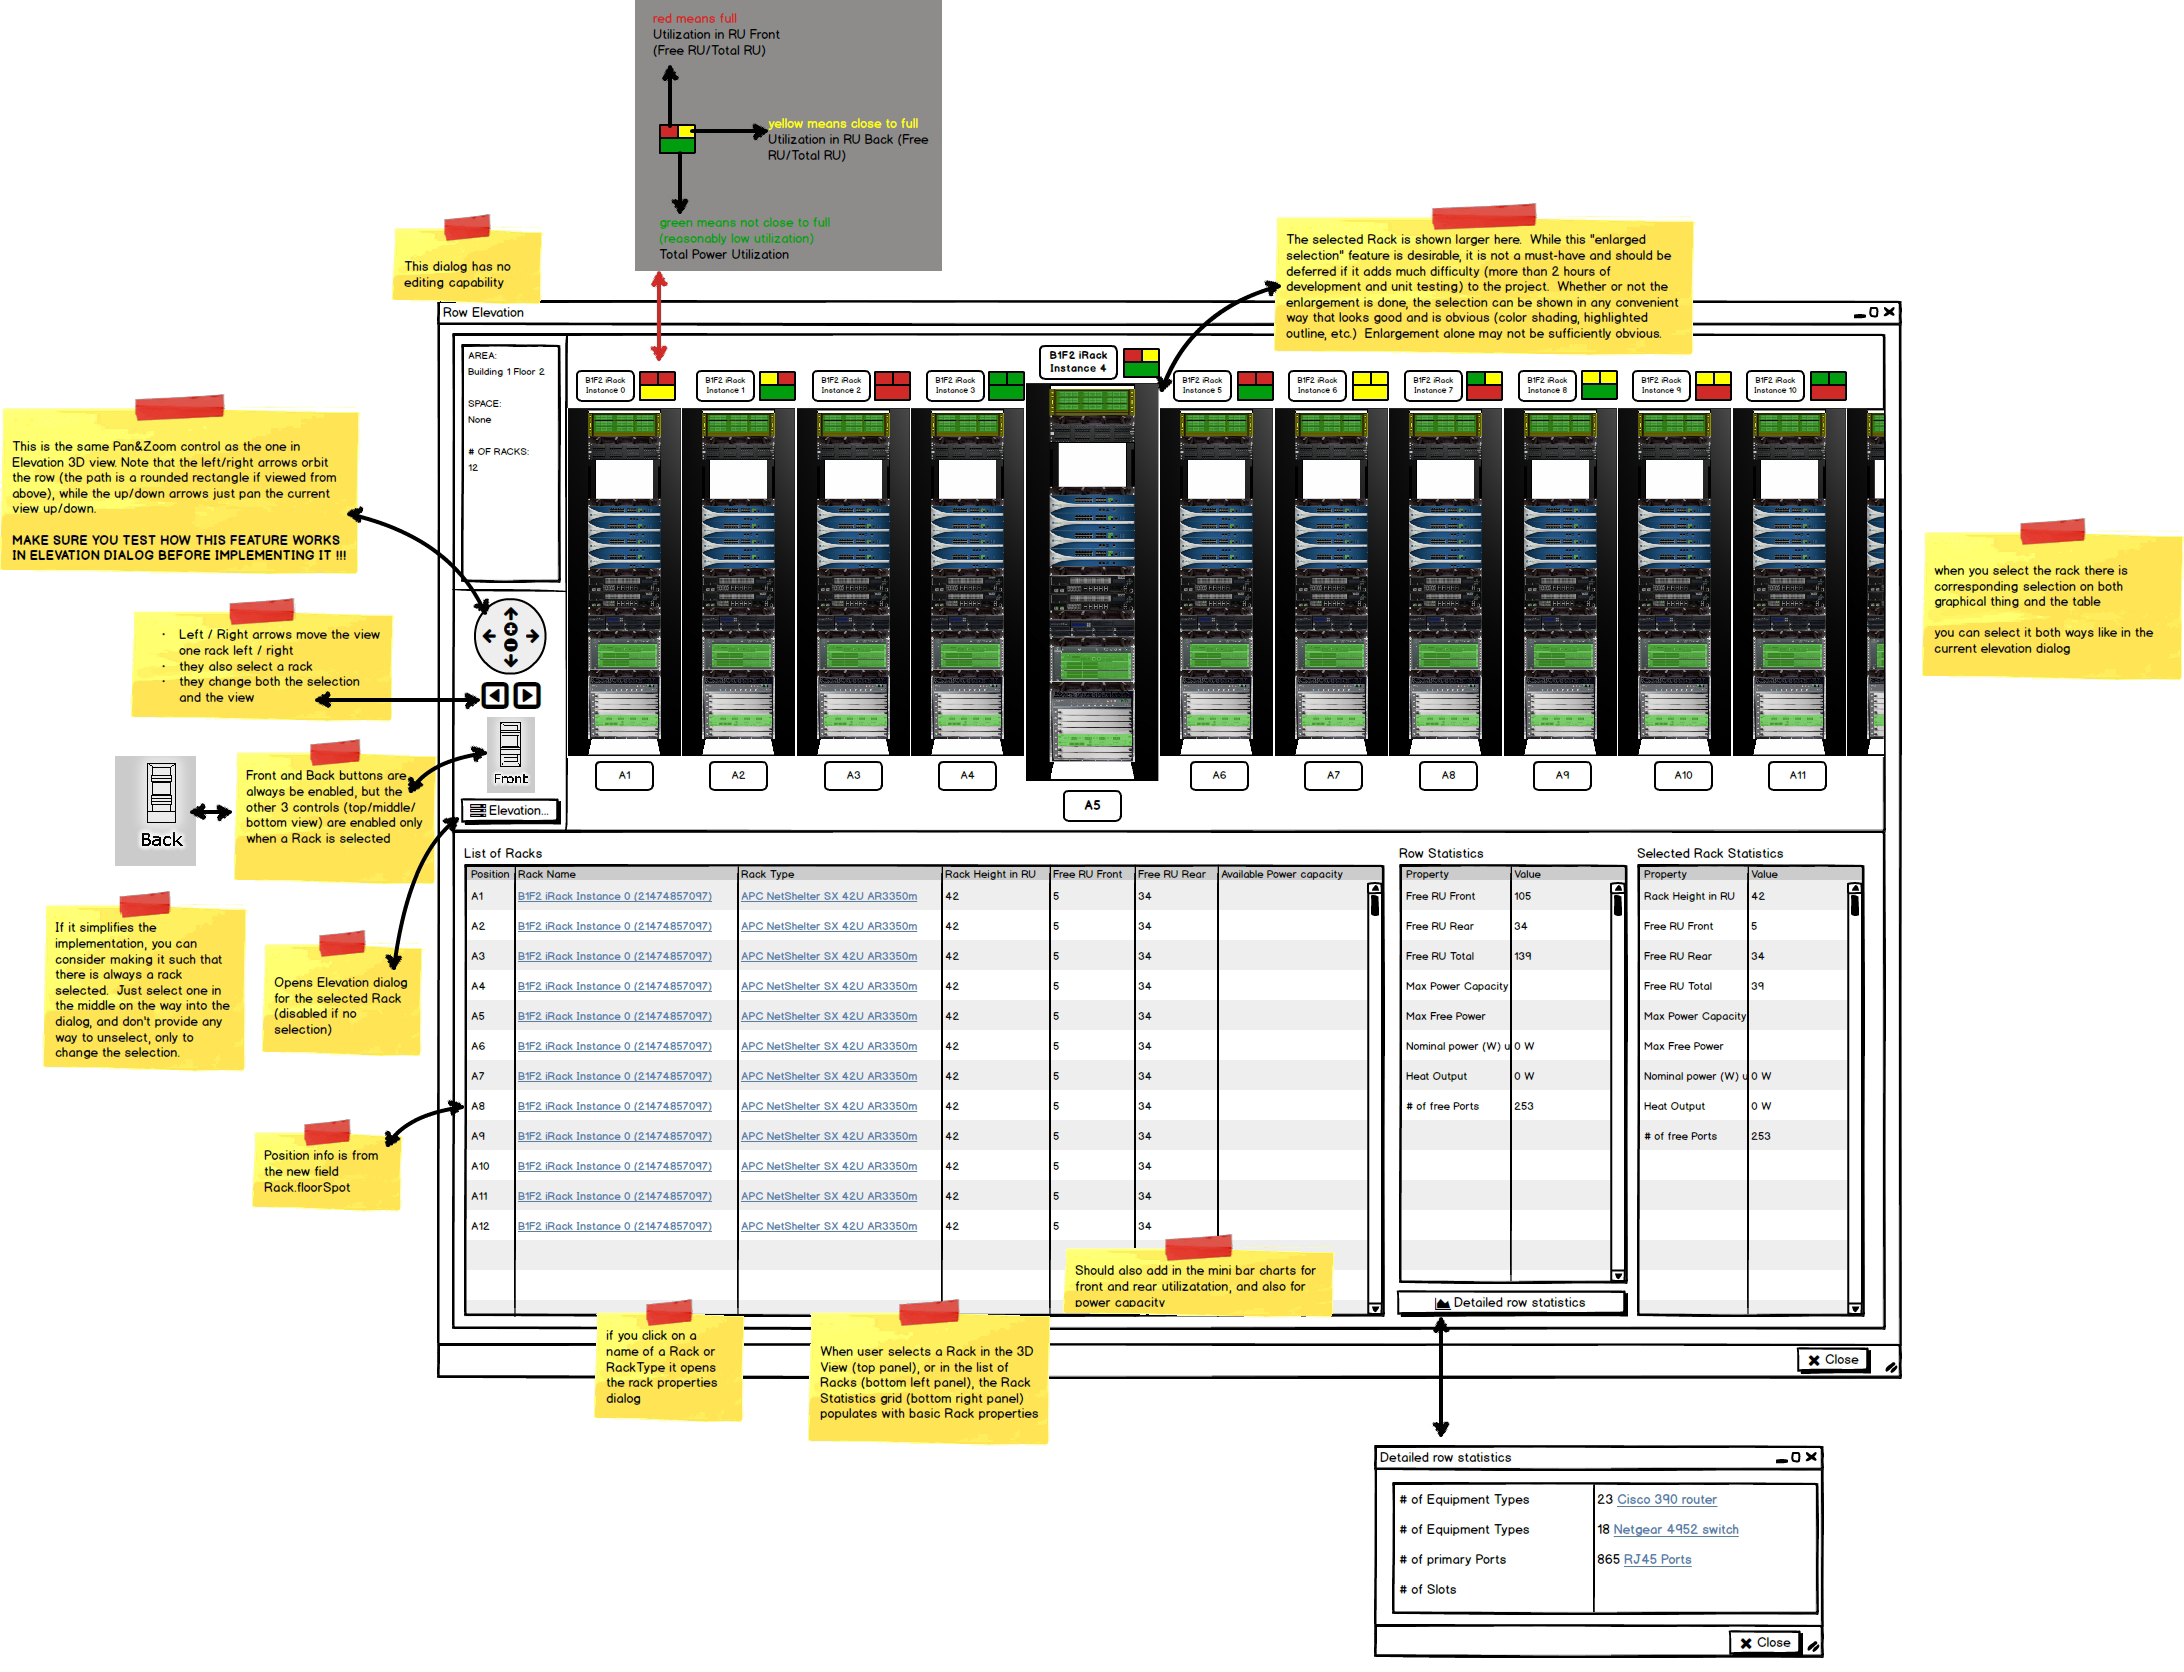 red means full
Utilization in RU Front
(Free RU/Total RU)
yellow means close to full
Utilization in RU Back (Free
RU/Total RU)
green means not close to full
(reasonably low utilization)
Total Power Utilization
This dialog has no
editing capability
The selected Rack is shown larger here. While this "enlarged
selection" feature is desirable, it is not a must-have and should be
deferred if it adds much difficulty (more than 2 hours of
development and unit testing) to the project. Whether or not the
enlargement is done, the selection can be shown in any convenient
way that looks good and is obvious (color shading, highlighted
outline, etc.) Enlargement alone may not be sufficiently obvious.
Row Elevation
AREA:
Building 1 Floor 2
SPACE:
None
# OF RACKS:
12
B1F2 iRack
Instance 0
B1F2 iRack
Instance 1
B1F2 iRack
Instance 2
B1F2 iRack
Instance 3
B1F2 iRack
Instance 4
B1F2 iRack
Instance 5
B1F2 iRack
Instance 6
B1F2 iRack
Instance 7
B1F2 iRack
Instance 8
B1F2 iRack
Instance 9
B1F2 iRack
Instance 10
This is the same Pan&Zoom control as the one in
Elevation 3D view. Note that the left/right arrows orbit
the row (the path is a rounded rectangle if viewed from
above), while the up/down arrows just pan the current
view up/down.
MAKE SURE YOU TEST HOW THIS FEATURE WORKS
IN ELEVATION DIALOG BEFORE IMPLEMENTING IT !!!
when you select the rack there is
corresponding selection on both
graphical thing and the table
you can select it both ways like in the
current elevation dialog
· Left / Right arrows move the view
one rack left / right
· they also select a rack
· they change both the selection
and the view
Front
Elevation...
Back
Front and Back buttons are
always be enabled, but the
other 3 controls (top/middle/
bottom view) are enabled only
when a Rack is selected
A1 A2 A3 A4 A5 A6 A7 A8 A9 A10 A11
If it simplifies the
implementation, you can
consider making it such that
there is always a rack
selected. Just select one in
the middle on the way into the
dialog, and don't provide any
way to unselect, only to
change the selection.
Opens Elevation dialog
for the selected Rack
(disabled if no
selection)
Position info is from
the new field
Rack.floorSpot
List of Racks
Position Rack Name Rack Type Rack Height in RU Free RU Front Free RU Rear Available Power capacity
A1 B1F2 iRack Instance 0 (21474857097) APC NetShelter SX 42U AR3350m 42 5 34
A2 B1F2 iRack Instance 0 (21474857097) APC NetShelter SX 42U AR3350m 42 5 34
A3 B1F2 iRack Instance 0 (21474857097) APC NetShelter SX 42U AR3350m 42 5 34
A4 B1F2 iRack Instance 0 (21474857097) APC NetShelter SX 42U AR3350m 42 5 34
A5 B1F2 iRack Instance 0 (21474857097) APC NetShelter SX 42U AR3350m 42 5 34
A6 B1F2 iRack Instance 0 (21474857097) APC NetShelter SX 42U AR3350m 42 5 34
A7 B1F2 iRack Instance 0 (21474857097) APC NetShelter SX 42U AR3350m 42 5 34
A8 B1F2 iRack Instance 0 (21474857097) APC NetShelter SX 42U AR3350m 42 5 34
A9 B1F2 iRack Instance 0 (21474857097) APC NetShelter SX 42U AR3350m 42 5 34
A10 B1F2 iRack Instance 0 (21474857097) APC NetShelter SX 42U AR3350m 42 5 34
A11 B1F2 iRack Instance 0 (21474857097) APC NetShelter SX 42U AR3350m 42 5 34
A12 B1F2 iRack Instance 0 (21474857097) APC NetShelter SX 42U AR3350m 42 5 34
Should also add in the mini bar charts for
front and rear utilizatation, and also for
power capacity
Row Statistics
Property Value
Free RU Front 105
Free RU Rear 34
Free RU Total 139
Max Power Capacity
Max Free Power
Nominal power (W) u 0 W
Heat Output 0 W
# of free Ports 253
Detailed row statistics
Selected Rack Statistics
Property Value
Rack Height in RU 42
Free RU Front 5
Free RU Rear 34
Free RU Total 39
Max Power Capacity
Max Free Power
Nominal power (W) u 0 W
Heat Output 0 W
# of free Ports 253
if you click on a
name of a Rack or
RackType it opens
the rack properties
dialog
When user selects a Rack in the 3D
View (top panel), or in the list of
Racks (bottom left panel), the Rack
Statistics grid (bottom right panel)
populates with basic Rack properties
Close
Detailed row statistics
# of Equipment Types 23 Cisco 390 router
# of Equipment Types 18 Netgear 4952 switch
# of primary Ports 865 RJ45 Ports
# of Slots
Close